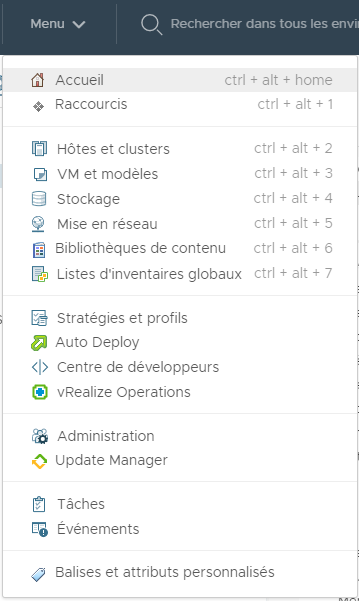 Menu
Rechercher dans tous les envi
Accueil ctrl + alt + home
Raccourcis ctrl + alt + 1
Hôtes et clusters ctrl + alt + 2
VM et modèles ctrl + alt + 3
Stockage ctrl + alt + 4
Mise en réseau ctrl + alt + 5
Bibliothèques de contenu ctrl + alt + 6
Listes d'inventaires globaux ctrl + alt + 7
Stratégies et profils
Auto Deploy
Centre de développeurs
vRealize Operations
Administration
Update Manager
Tâches
Événements
Balises et attributs personnalisés